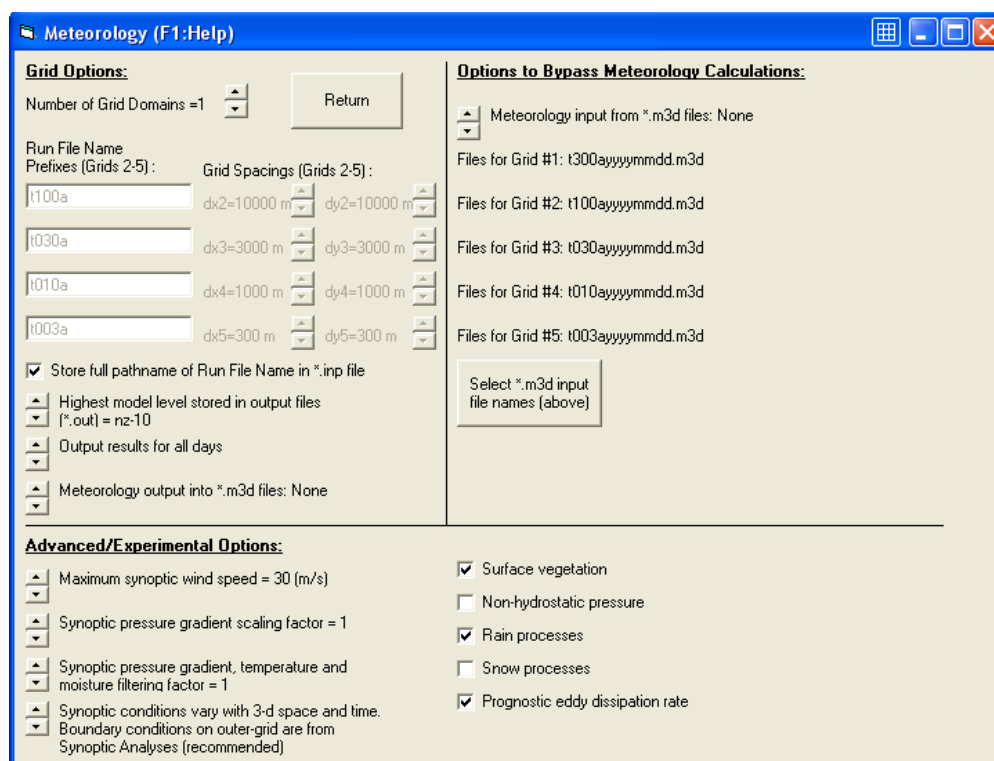 Meteorology (F1:Help)
Grid Options:
Number of Grid Domains =1
Return
Run File Name
Prefixes (Grids 2-5) :
Grid Spacings (Grids 2-5) :
t100a
dx2=10000 m
dy2=10000 m
t030a
dx3=3000 m
dy3=3000 m
t010a
dx4=1000 m
dy4=1000 m
t003a
dx5=300 m
dy5=300 m
Store full pathname of Run File Name in *.inp file
Highest model level stored in output files
(*.out) = nz-10
Output results for all days
Meteorology output into *.m3d files: None
Options to Bypass Meteorology Calculations:
Meteorology input from *.m3d files: None
Files for Grid #1: t300ayyyymmdd.m3d
Files for Grid #2: t100ayyyymmdd.m3d
Files for Grid #3: t030ayyyymmdd.m3d
Files for Grid #4: t010ayyyymmdd.m3d
Files for Grid #5: t003ayyyymmdd.m3d
Select *.m3d input
file names (above)
Advanced/Experimental Options:
Maximum synoptic wind speed = 30 (m/s)
Synoptic pressure gradient scaling factor = 1
Synoptic pressure gradient, temperature and
moisture filtering factor = 1
Synoptic conditions vary with 3-d space and time.
Boundary conditions on outer-grid are from
Synoptic Analyses (recommended)
Surface vegetation
Non-hydrostatic pressure
Rain processes
Snow processes
Prognostic eddy dissipation rate